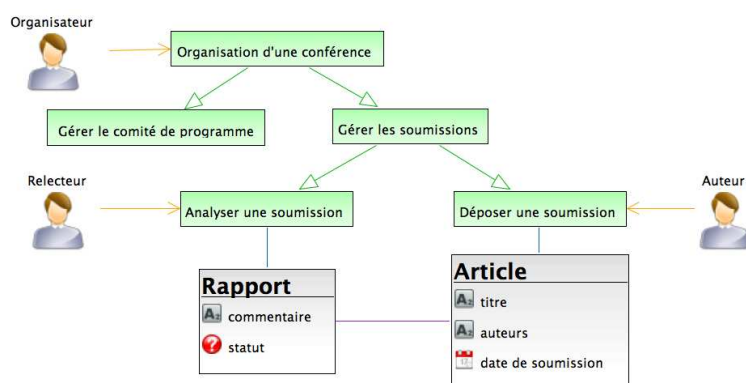 Organisateur
Organisation d'une conférence
Gérer le comité de programme
Gérer les soumissions
Relecteur
Auteur
Analyser une soumission
Déposer une soumission
Rapport
commentaire
statut
Article
titre
auteurs
date de soumission